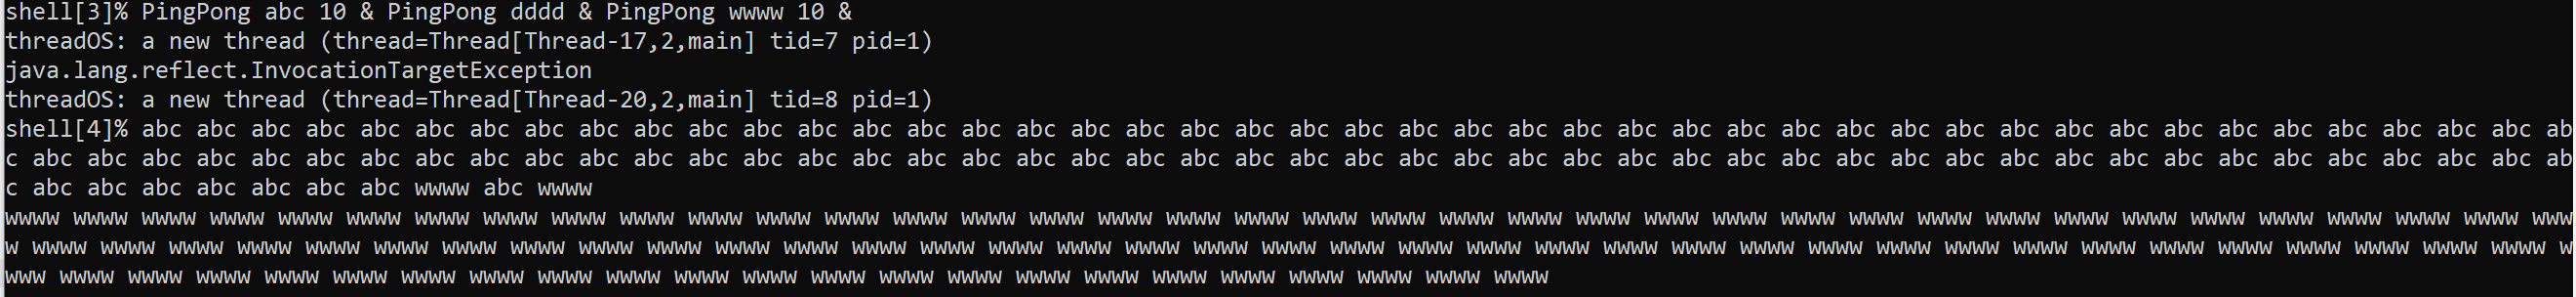 shell[3]% PingPong abc 10 & PingPong dddd & PingPong wwww 10 &
threadOS: a new thread (thread=Thread[Thread-17,2,main] tid=7 pid=1)
java.lang.reflect.InvocationTargetException
threadOS: a new thread (thread=Thread[Thread-20,2,main] tid=8 pid=1)
shell[4]% abc abc abc abc abc abc abc abc abc abc abc abc abc abc abc abc abc abc abc abc abc abc abc abc abc abc abc abc abc abc abc abc abc abc abc abc abc abc abc abc abc abc abc abc ab
c abc abc abc abc abc abc abc abc abc abc abc abc abc abc abc abc abc abc abc abc abc abc abc abc abc abc abc abc abc abc abc abc abc abc abc abc abc abc abc abc abc abc abc abc abc abc ab
c abc abc abc abc abc abc abc wwww abc wwww
wwww wwww wwww wwww wwww wwww wwww wwww wwww wwww wwww wwww wwww wwww wwww wwww wwww wwww wwww wwww wwww wwww wwww wwww wwww wwww wwww wwww wwww wwww wwww wwww wwww wwww wwww wwww wwww www
w wwww wwww wwww wwww wwww wwww wwww wwww wwww wwww wwww wwww wwww wwww wwww wwww wwww wwww wwww wwww wwww wwww wwww wwww wwww wwww wwww wwww wwww wwww wwww wwww wwww wwww wwww wwww wwww w
www wwww wwww wwww wwww wwww wwww wwww wwww wwww wwww wwww wwww wwww wwww wwww wwww wwww wwww wwww wwww wwww wwww